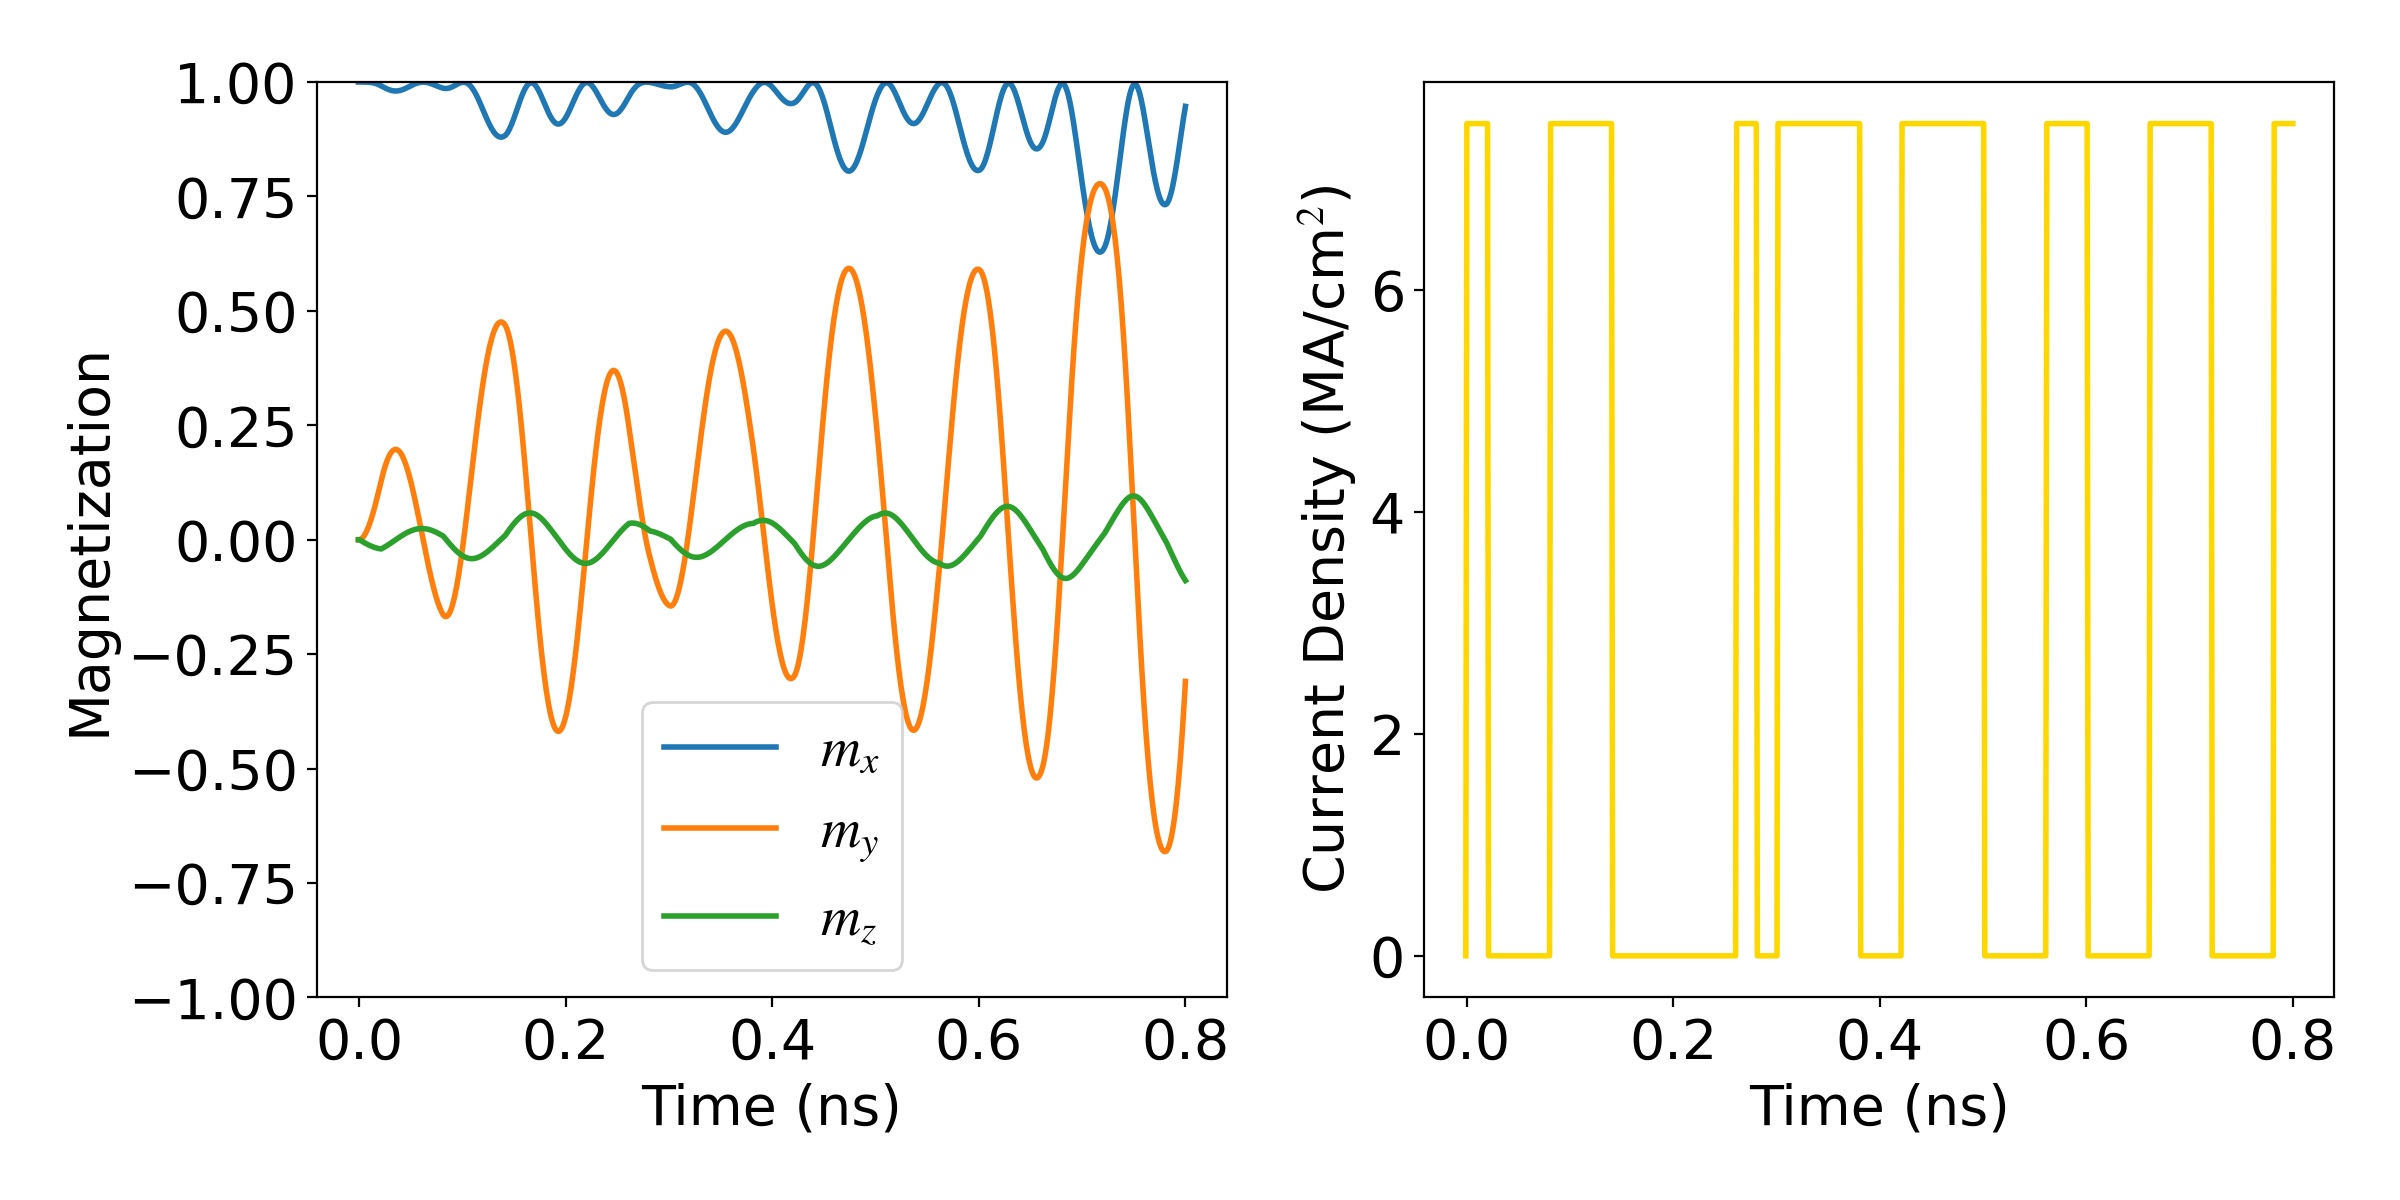 1.00
0.75
0.50
0.25
0.00
−0.25
−0.50
−0.75
−1.00
Magnetization
0.0 0.2 0.4 0.6 0.8
Time (ns)
m_x
m_y
m_z
6
4
2
0
Current Density (MA/cm²)
0.0 0.2 0.4 0.6 0.8
Time (ns)